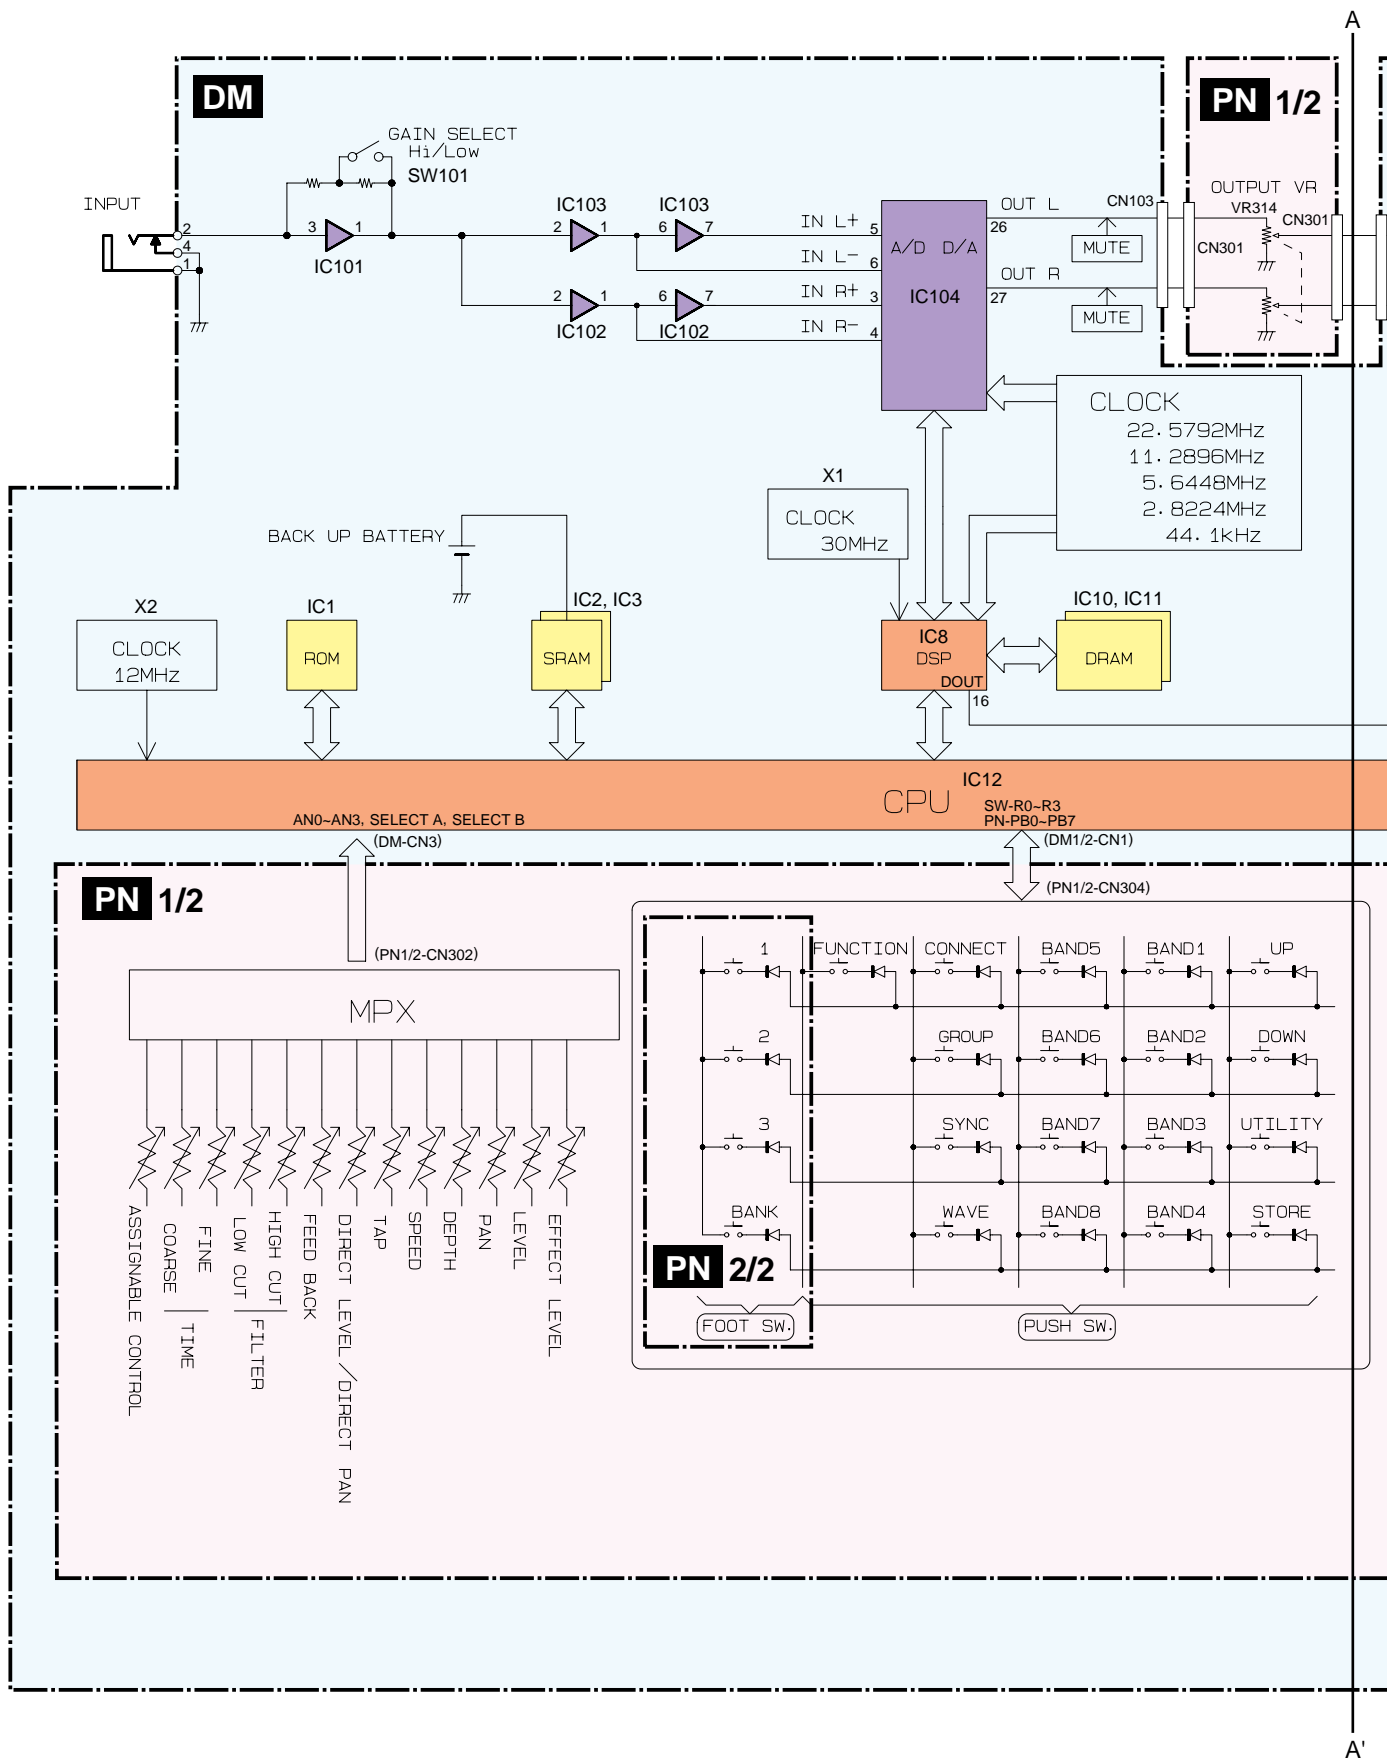 A
DM
PN 1/2
GAIN SELECT
Hi/Low
SW101
INPUT
2
4
1
3
1
IC101
IC103
2
1
IC103
6
7
IC102
2
1
IC102
6
7
IN L+
5
IN L-
6
IN R+
3
IN R-
4
A/D D/A
IC104
OUT L
26
OUT R
27
MUTE
MUTE
CN103
CN301
OUTPUT VR
VR314
CN301
CLOCK
22.5792MHz
11.2896MHz
5.6448MHz
2.8224MHz
44.1kHz
X1
CLOCK
30MHz
BACK UP BATTERY
X2
CLOCK
12MHz
IC1
ROM
IC2, IC3
SRAM
IC8
DSP
DOUT
16
IC10, IC11
DRAM
IC12
CPU
AN0~AN3, SELECT A, SELECT B
SW-R0~R3
PN-PB0~PB7
(DM-CN3)
(DM1/2-CN1)
PN 1/2
(PN1/2-CN302)
(PN1/2-CN304)
MPX
ASSIGNABLE CONTROL
COARSE
FINE
TIME
LOW CUT
HIGH CUT
FILTER
FEED BACK
DIRECT LEVEL/DIRECT PAN
TAP
SPEED
DEPTH
PAN
LEVEL
EFFECT LEVEL
1 FUNCTION CONNECT BAND5 BAND1 UP
2 GROUP BAND6 BAND2 DOWN
3 SYNC BAND7 BAND3 UTILITY
BANK WAVE BAND8 BAND4 STORE
PN 2/2
FOOT SW.
PUSH SW.
A'